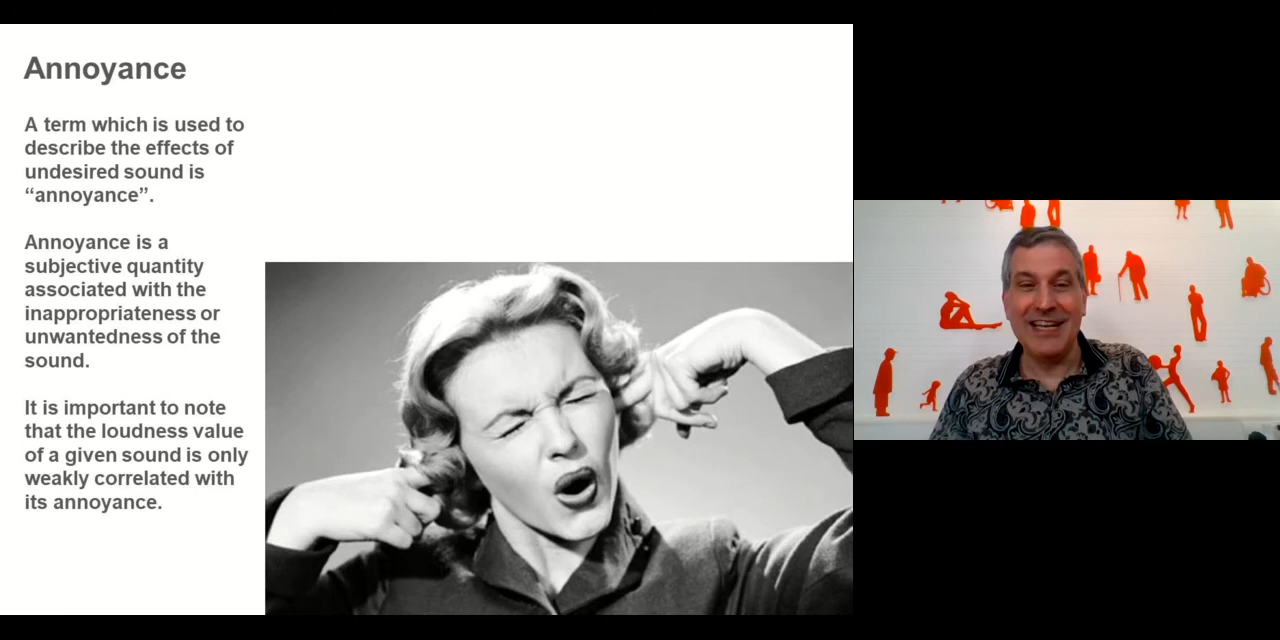 Annoyance
A term which is used to
describe the effects of
undesired sound is
“annoyance”.
Annoyance is a
subjective quantity
associated with the
inappropriateness or
unwantedness of the
sound.
It is important to note
that the loudness value
of a given sound is only
weakly correlated with
its annoyance.